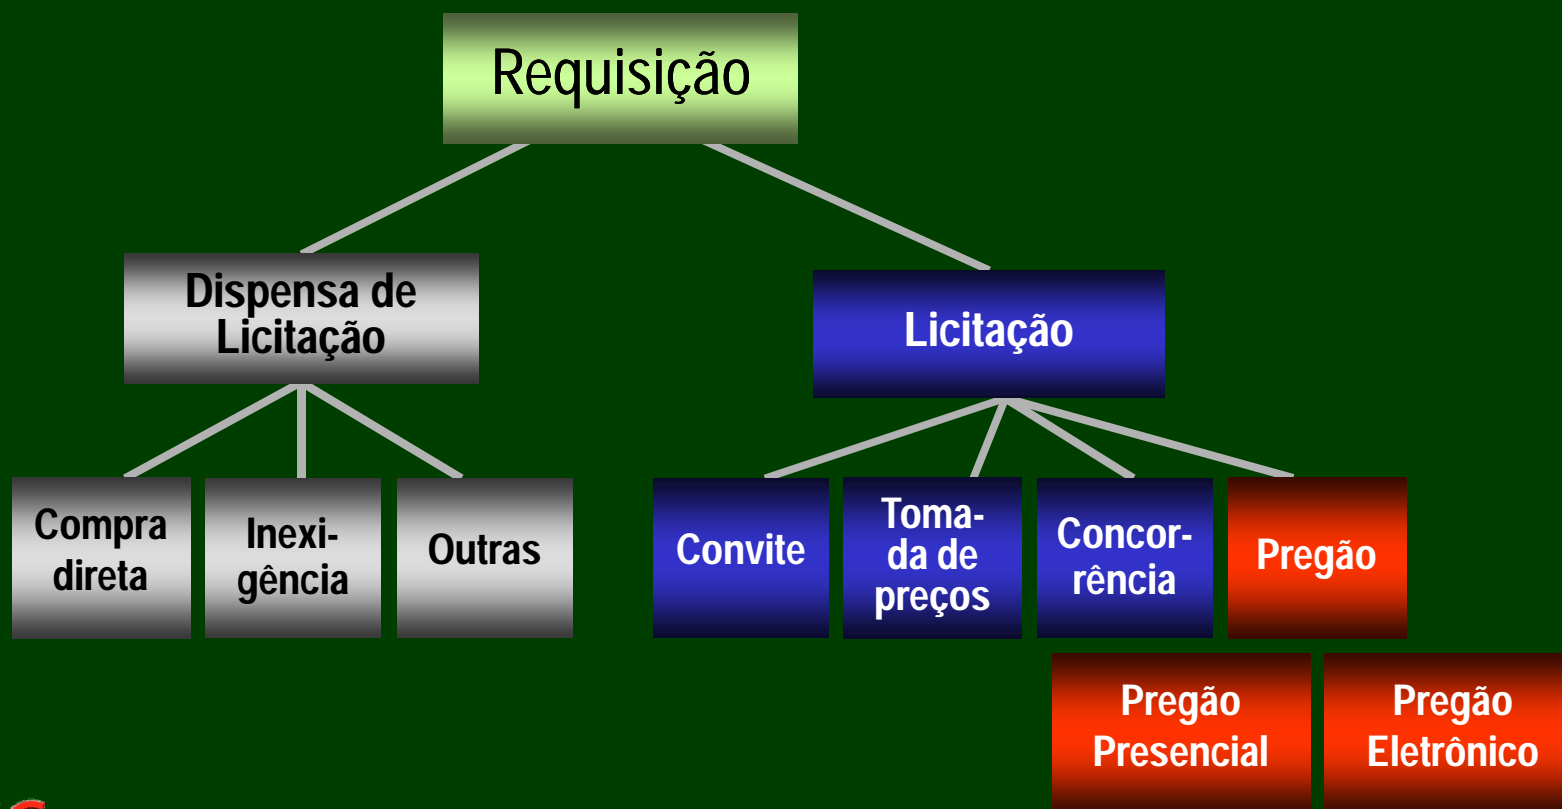 Requisição
Dispensa de
Licitação
Licitação
Compra
direta
Inexi-
gência
Outras
Convite
Toma-
da de
preços
Concor-
rência
Pregão
Pregão
Presencial
Pregão
Eletrônico